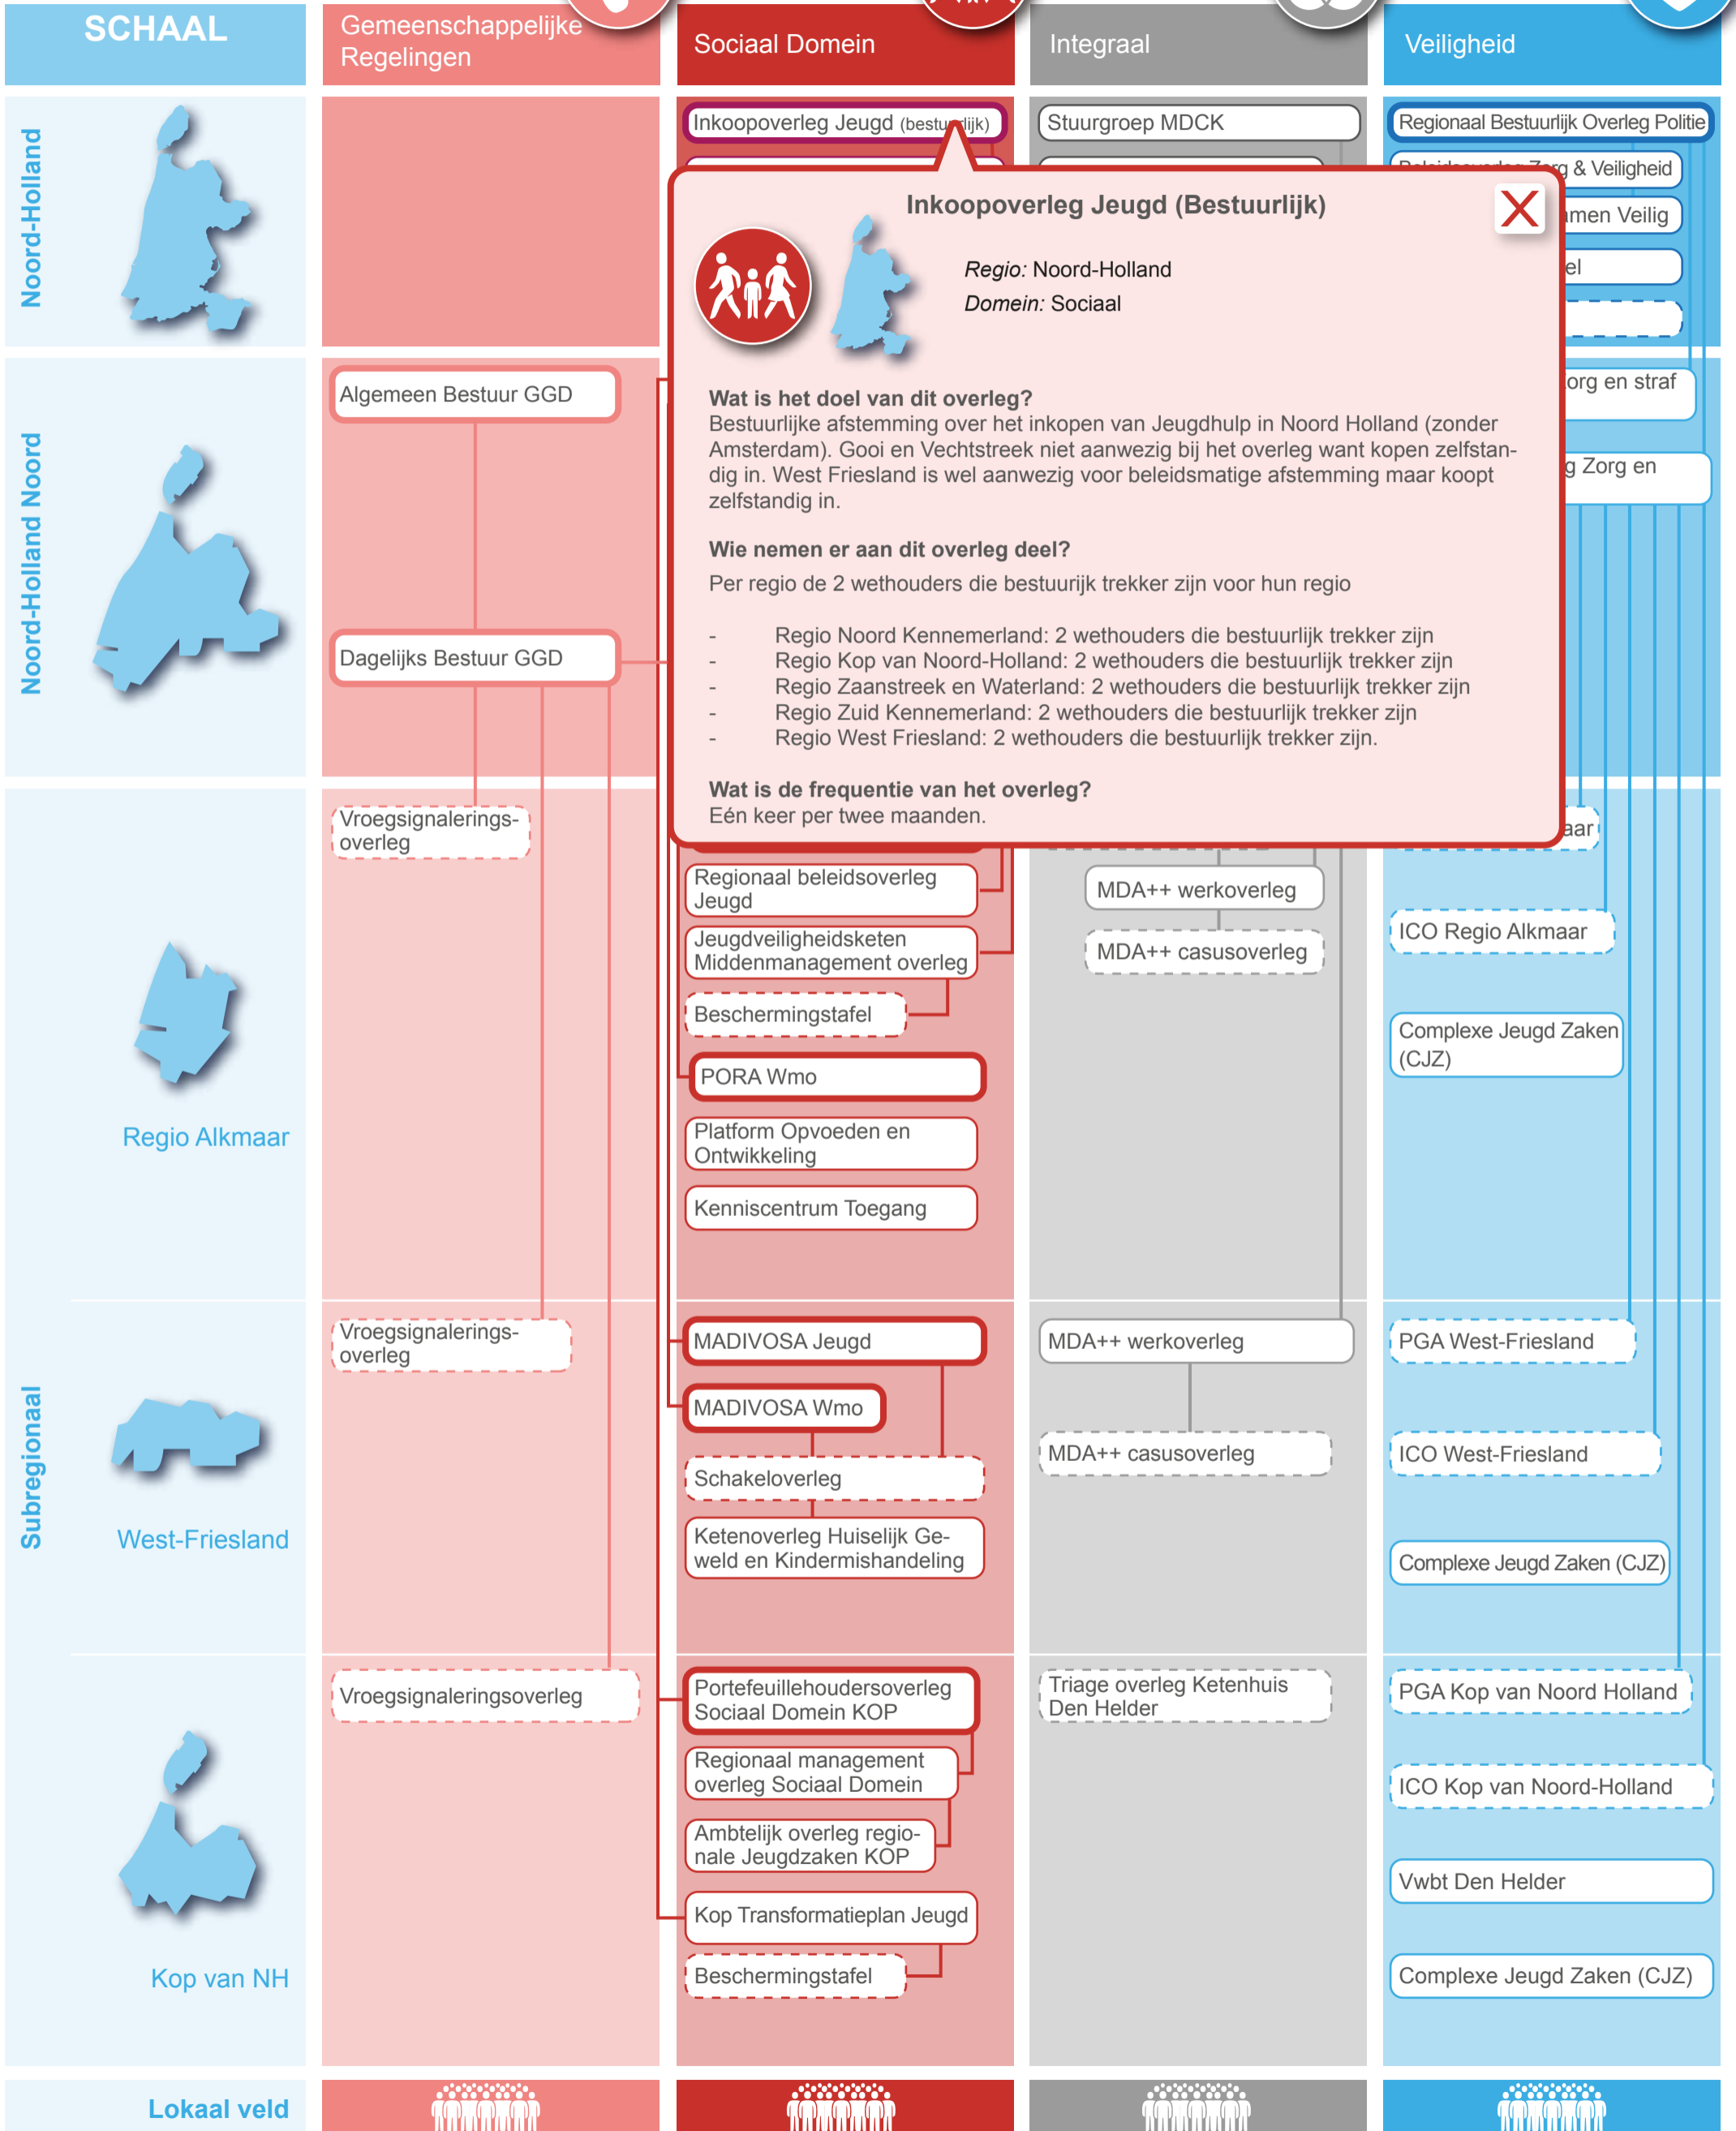 SCHAAL
Gemeenschappelijke
Regelingen
Sociaal Domein
Integraal
Veiligheid
Noord-Holland
Inkoopoverleg Jeugd (bestuurlijk)
Stuurgroep MDCK
Regionaal Bestuurlijk Overleg Politie
Beleidsoverleg Zorg & Veiligheid
amen Veilig
el
Inkoopoverleg Jeugd (Bestuurlijk)
X
Regio: Noord-Holland
Domein: Sociaal
Wat is het doel van dit overleg?
Bestuurlijke afstemming over het inkopen van Jeugdhulp in Noord Holland (zonder
Amsterdam). Gooi en Vechtstreek niet aanwezig bij het overleg want kopen zelfstan-
dig in. West Friesland is wel aanwezig voor beleidsmatige afstemming maar koopt
zelfstandig in.
Wie nemen er aan dit overleg deel?
Per regio de 2 wethouders die bestuurijk trekker zijn voor hun regio
- Regio Noord Kennemerland: 2 wethouders die bestuurlijk trekker zijn
- Regio Kop van Noord-Holland: 2 wethouders die bestuurlijk trekker zijn
- Regio Zaanstreek en Waterland: 2 wethouders die bestuurlijk trekker zijn
- Regio Zuid Kennemerland: 2 wethouders die bestuurlijk trekker zijn
- Regio West Friesland: 2 wethouders die bestuurlijk trekker zijn.
Wat is de frequentie van het overleg?
Eén keer per twee maanden.
Noord-Holland Noord
Algemeen Bestuur GGD
Dagelijks Bestuur GGD
zorg en straf
g Zorg en
Subregionaal
Regio Alkmaar
Vroegsignalerings-
overleg
Regionaal beleidsoverleg
Jeugd
Jeugdveiligheidsketen
Middenmanagement overleg
Beschermingstafel
PORA Wmo
Platform Opvoeden en
Ontwikkeling
Kenniscentrum Toegang
MDA++ werkoverleg
MDA++ casusoverleg
aar
ICO Regio Alkmaar
Complexe Jeugd Zaken
(CJZ)
West-Friesland
Vroegsignalerings-
overleg
MADIVOSA Jeugd
MADIVOSA Wmo
Schakeloverleg
Ketenoverleg Huiselijk Ge-
weld en Kindermishandeling
MDA++ werkoverleg
MDA++ casusoverleg
PGA West-Friesland
ICO West-Friesland
Complexe Jeugd Zaken (CJZ)
Kop van NH
Vroegsignaleringsoverleg
Portefeuillehoudersoverleg
Sociaal Domein KOP
Regionaal management
overleg Sociaal Domein
Ambtelijk overleg regio-
nale Jeugdzaken KOP
Kop Transformatieplan Jeugd
Beschermingstafel
Triage overleg Ketenhuis
Den Helder
PGA Kop van Noord Holland
ICO Kop van Noord-Holland
Vwbt Den Helder
Complexe Jeugd Zaken (CJZ)
Lokaal veld